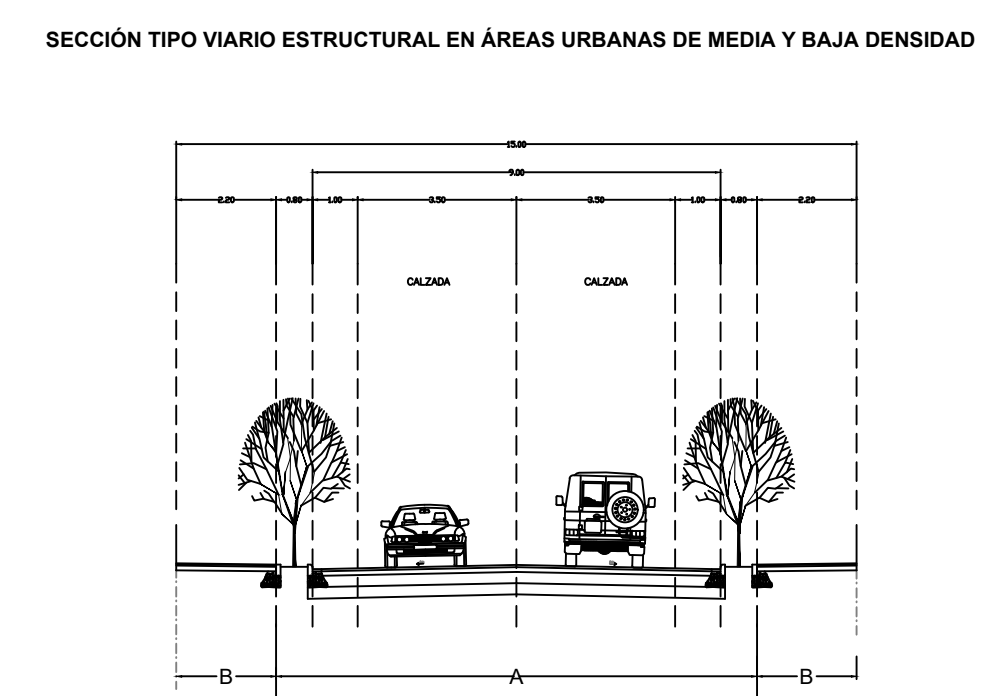 SECCIÓN TIPO VIARIO ESTRUCTURAL EN ÁREAS URBANAS DE MEDIA Y BAJA DENSIDAD
15.00
9.00
2.20 0.80 1.00 3.50 3.50 1.00 0.80 2.20
CALZADA CALZADA
B A B